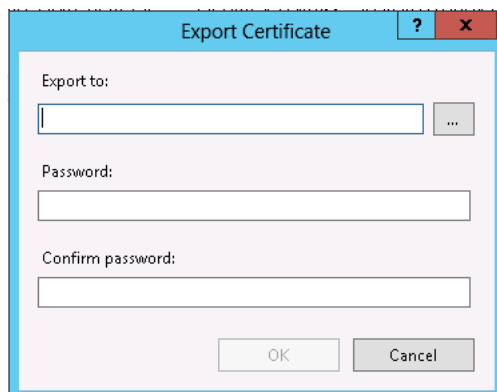 Export Certificate
?
x
Export to:
...
Password:
Confirm password:
OK
Cancel